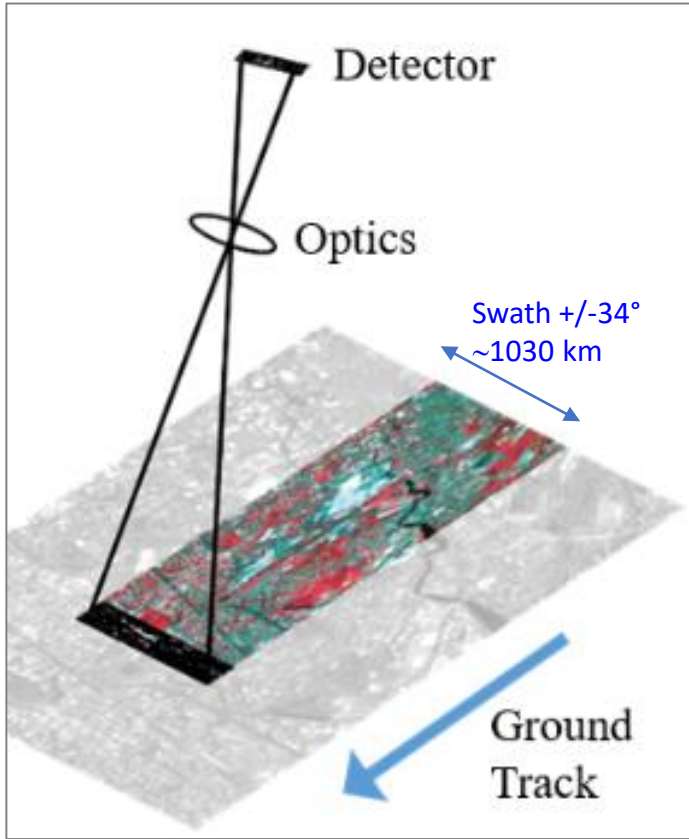 Detector
Optics
Swath +/-34°
~1030 km
Ground
Track